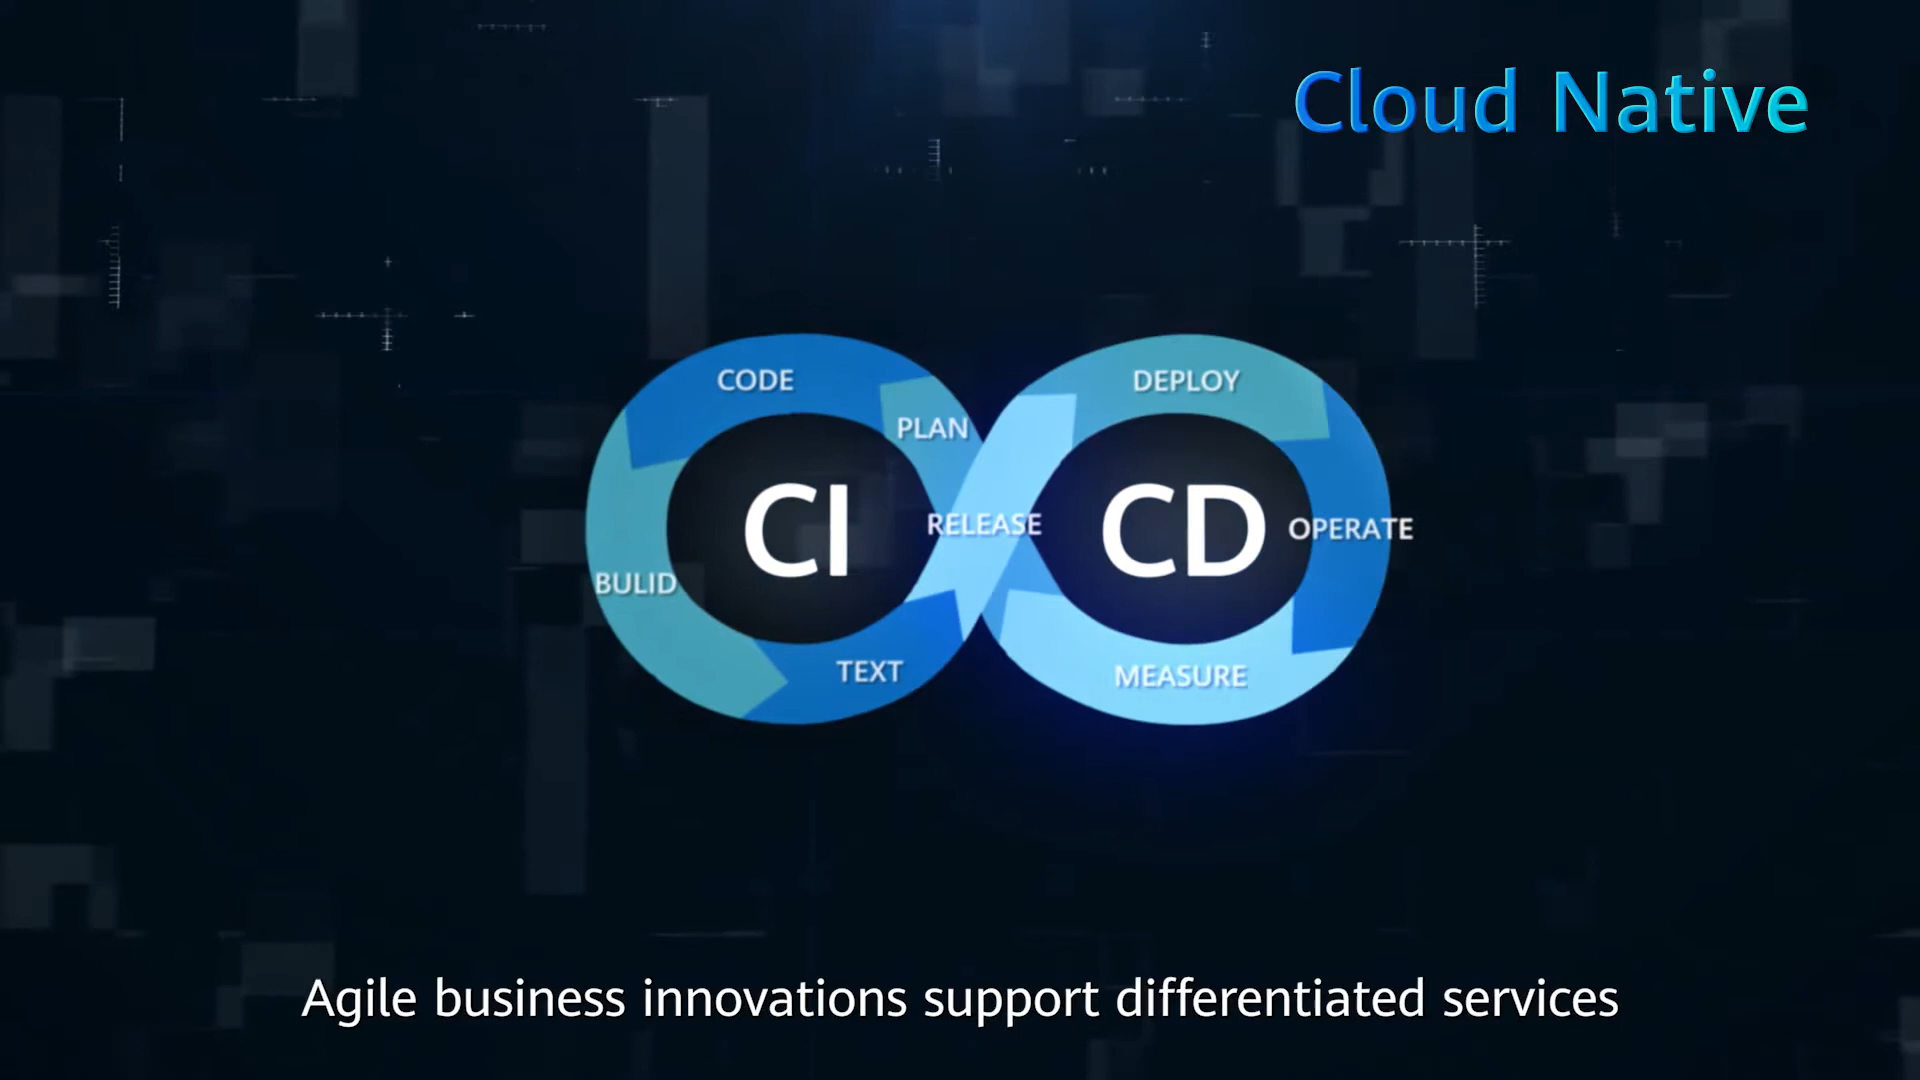 Cloud Native
CODE
DEPLOY
PLAN
CI
RELEASE
CD
OPERATE
BULID
TEXT
MEASURE
Agile business innovations support differentiated services